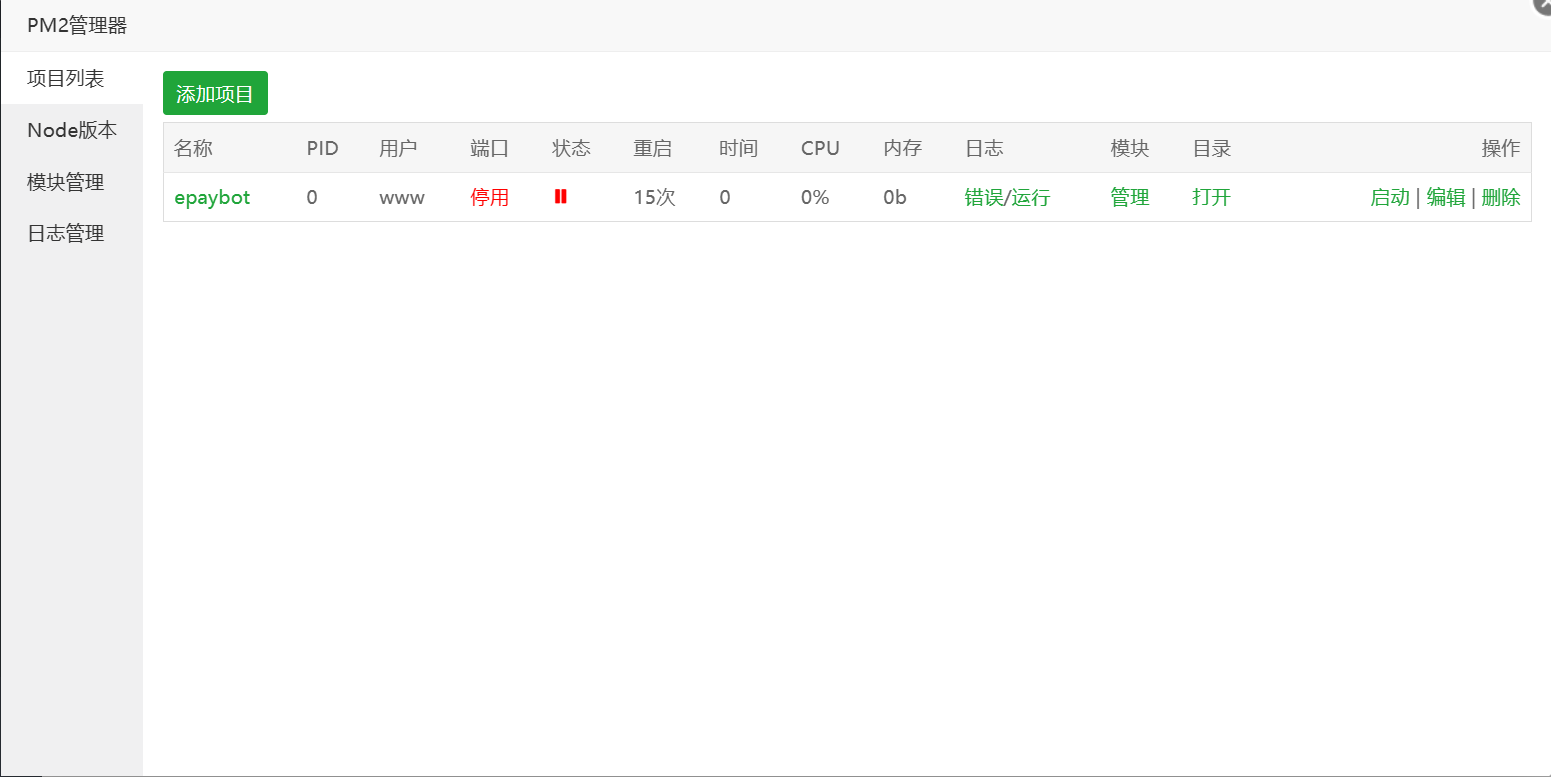 PM2管理器
项目列表
Node版本
模块管理
日志管理
添加项目
名称 PID 用户 端口 状态 重启 时间 CPU 内存 日志 模块 目录 操作
epaybot 0 www 停用 15次 0 0% 0b 错误/运行 管理 打开 启动 | 编辑 | 删除